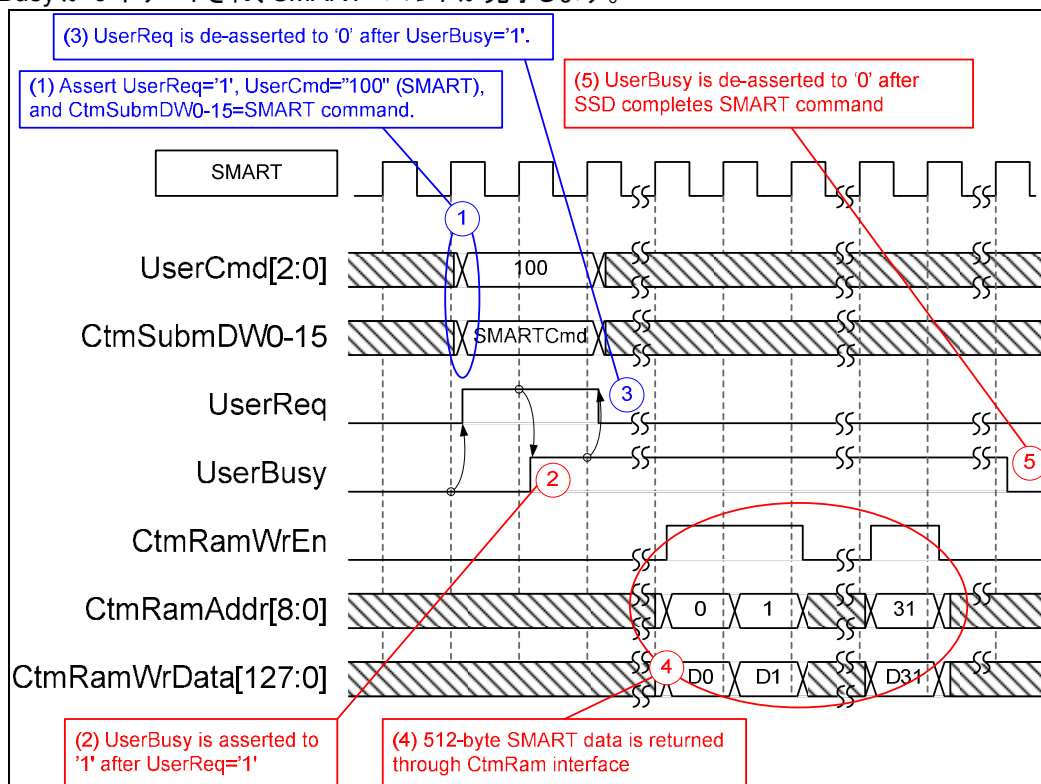 (3) UserReq is de-asserted to ‘0’ after UserBusy=’1’.
(1) Assert UserReq='1', UserCmd=”100” (SMART),
and CtmSubmDW0-15=SMART command.
(5) UserBusy is de-asserted to ‘0’ after
SSD completes SMART command
SMART
1
UserCmd[2:0]
100
CtmSubmDW0-15
SMARTCmd
UserReq
3
UserBusy
2
5
CtmRamWrEn
CtmRamAddr[8:0]
0
1
31
CtmRamWrData[127:0]
4
D0
D1
D31
(2) UserBusy is asserted to
’1’ after UserReq=’1’
(4) 512-byte SMART data is returned
through CtmRam interface